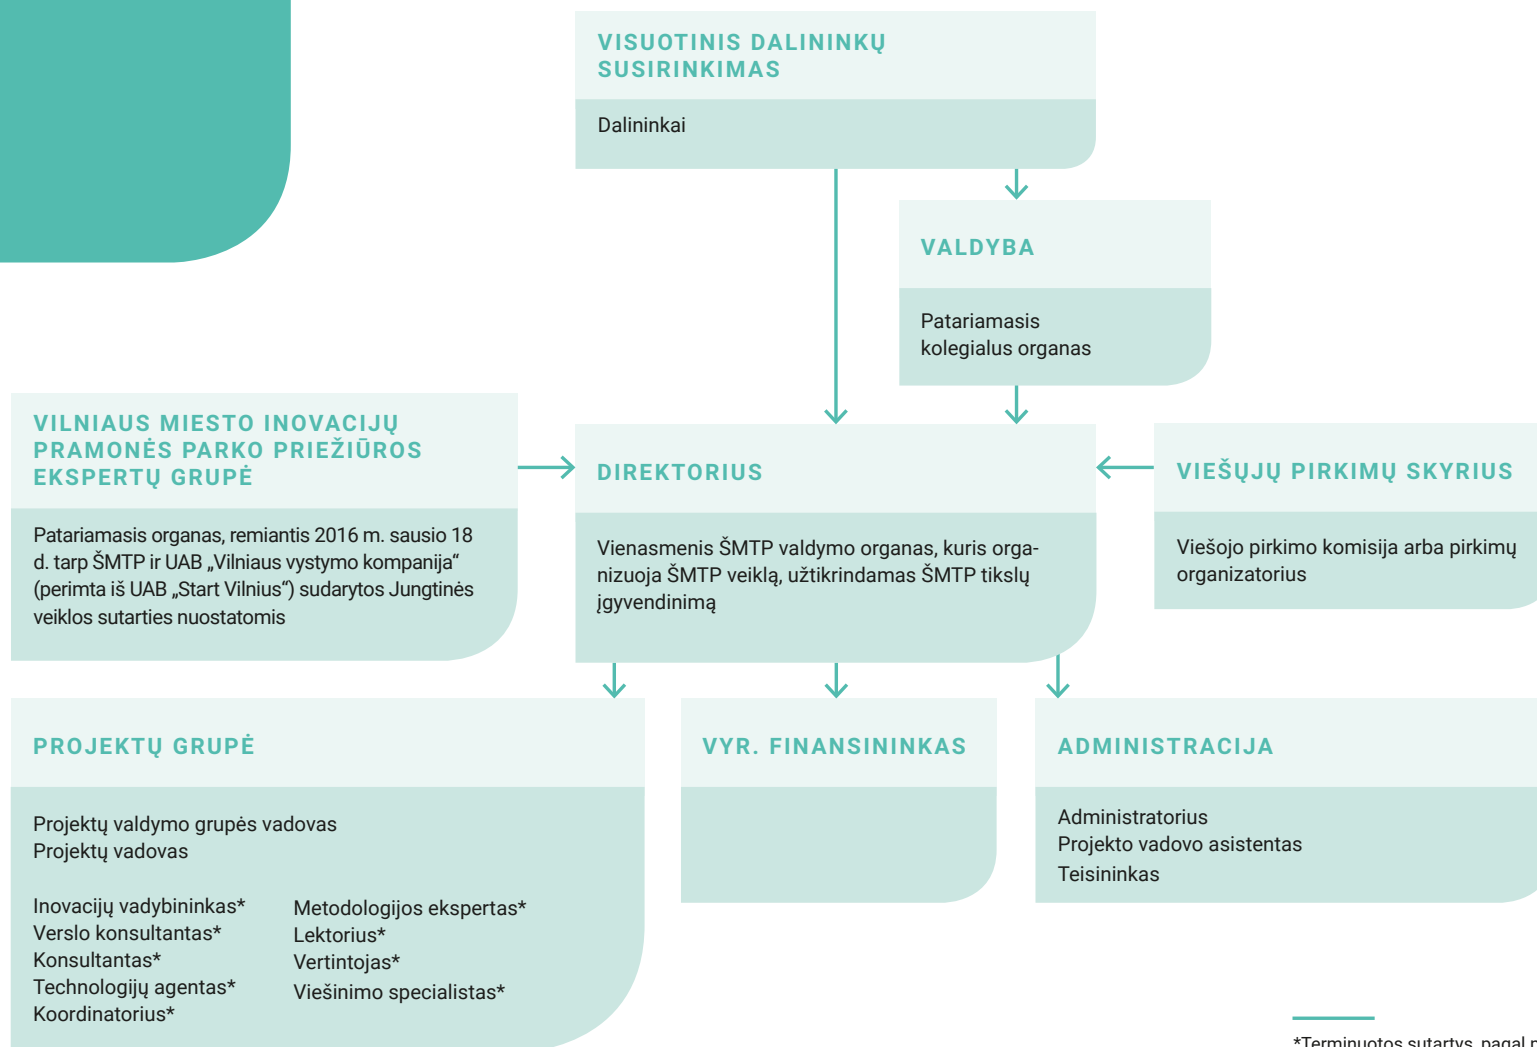 VISUOTINIS DALININKŲ
SUSIRINKIMAS
Dalininkai
VALDYBA
Patariamasis
kolegialus organas
VILNIAUS MIESTO INOVACIJŲ
PRAMONĖS PARKO PRIEŽIŪROS
EKSPERTŲ GRUPĖ
Patariamasis organas, remiantis 2016 m. sausio 18
d. tarp ŠMTP ir UAB „Vilniaus vystymo kompanija“
(perimta iš UAB „Start Vilnius“) sudarytos Jungtinės
veiklos sutarties nuostatomis
DIREKTORIUS
Vienasmenis ŠMTP valdymo organas, kuris orga-
nizuoja ŠMTP veiklą, užtikrindamas ŠMTP tikslų
įgyvendinimą
VIEŠŲJŲ PIRKIMŲ SKYRIUS
Viešojo pirkimo komisija arba pirkimų
organizatorius
PROJEKTŲ GRUPĖ
Projektų valdymo grupės vadovas
Projektų vadovas
Inovacijų vadybininkas*
Verslo konsultantas*
Konsultantas*
Technologijų agentas*
Koordinatorius*
Metodologijos ekspertas*
Lektorius*
Vertintojas*
Viešinimo specialistas*
VYR. FINANSININKAS
ADMINISTRACIJA
Administratorius
Projekto vadovo asistentas
Teisininkas
*Terminuotos sutartys, pagal